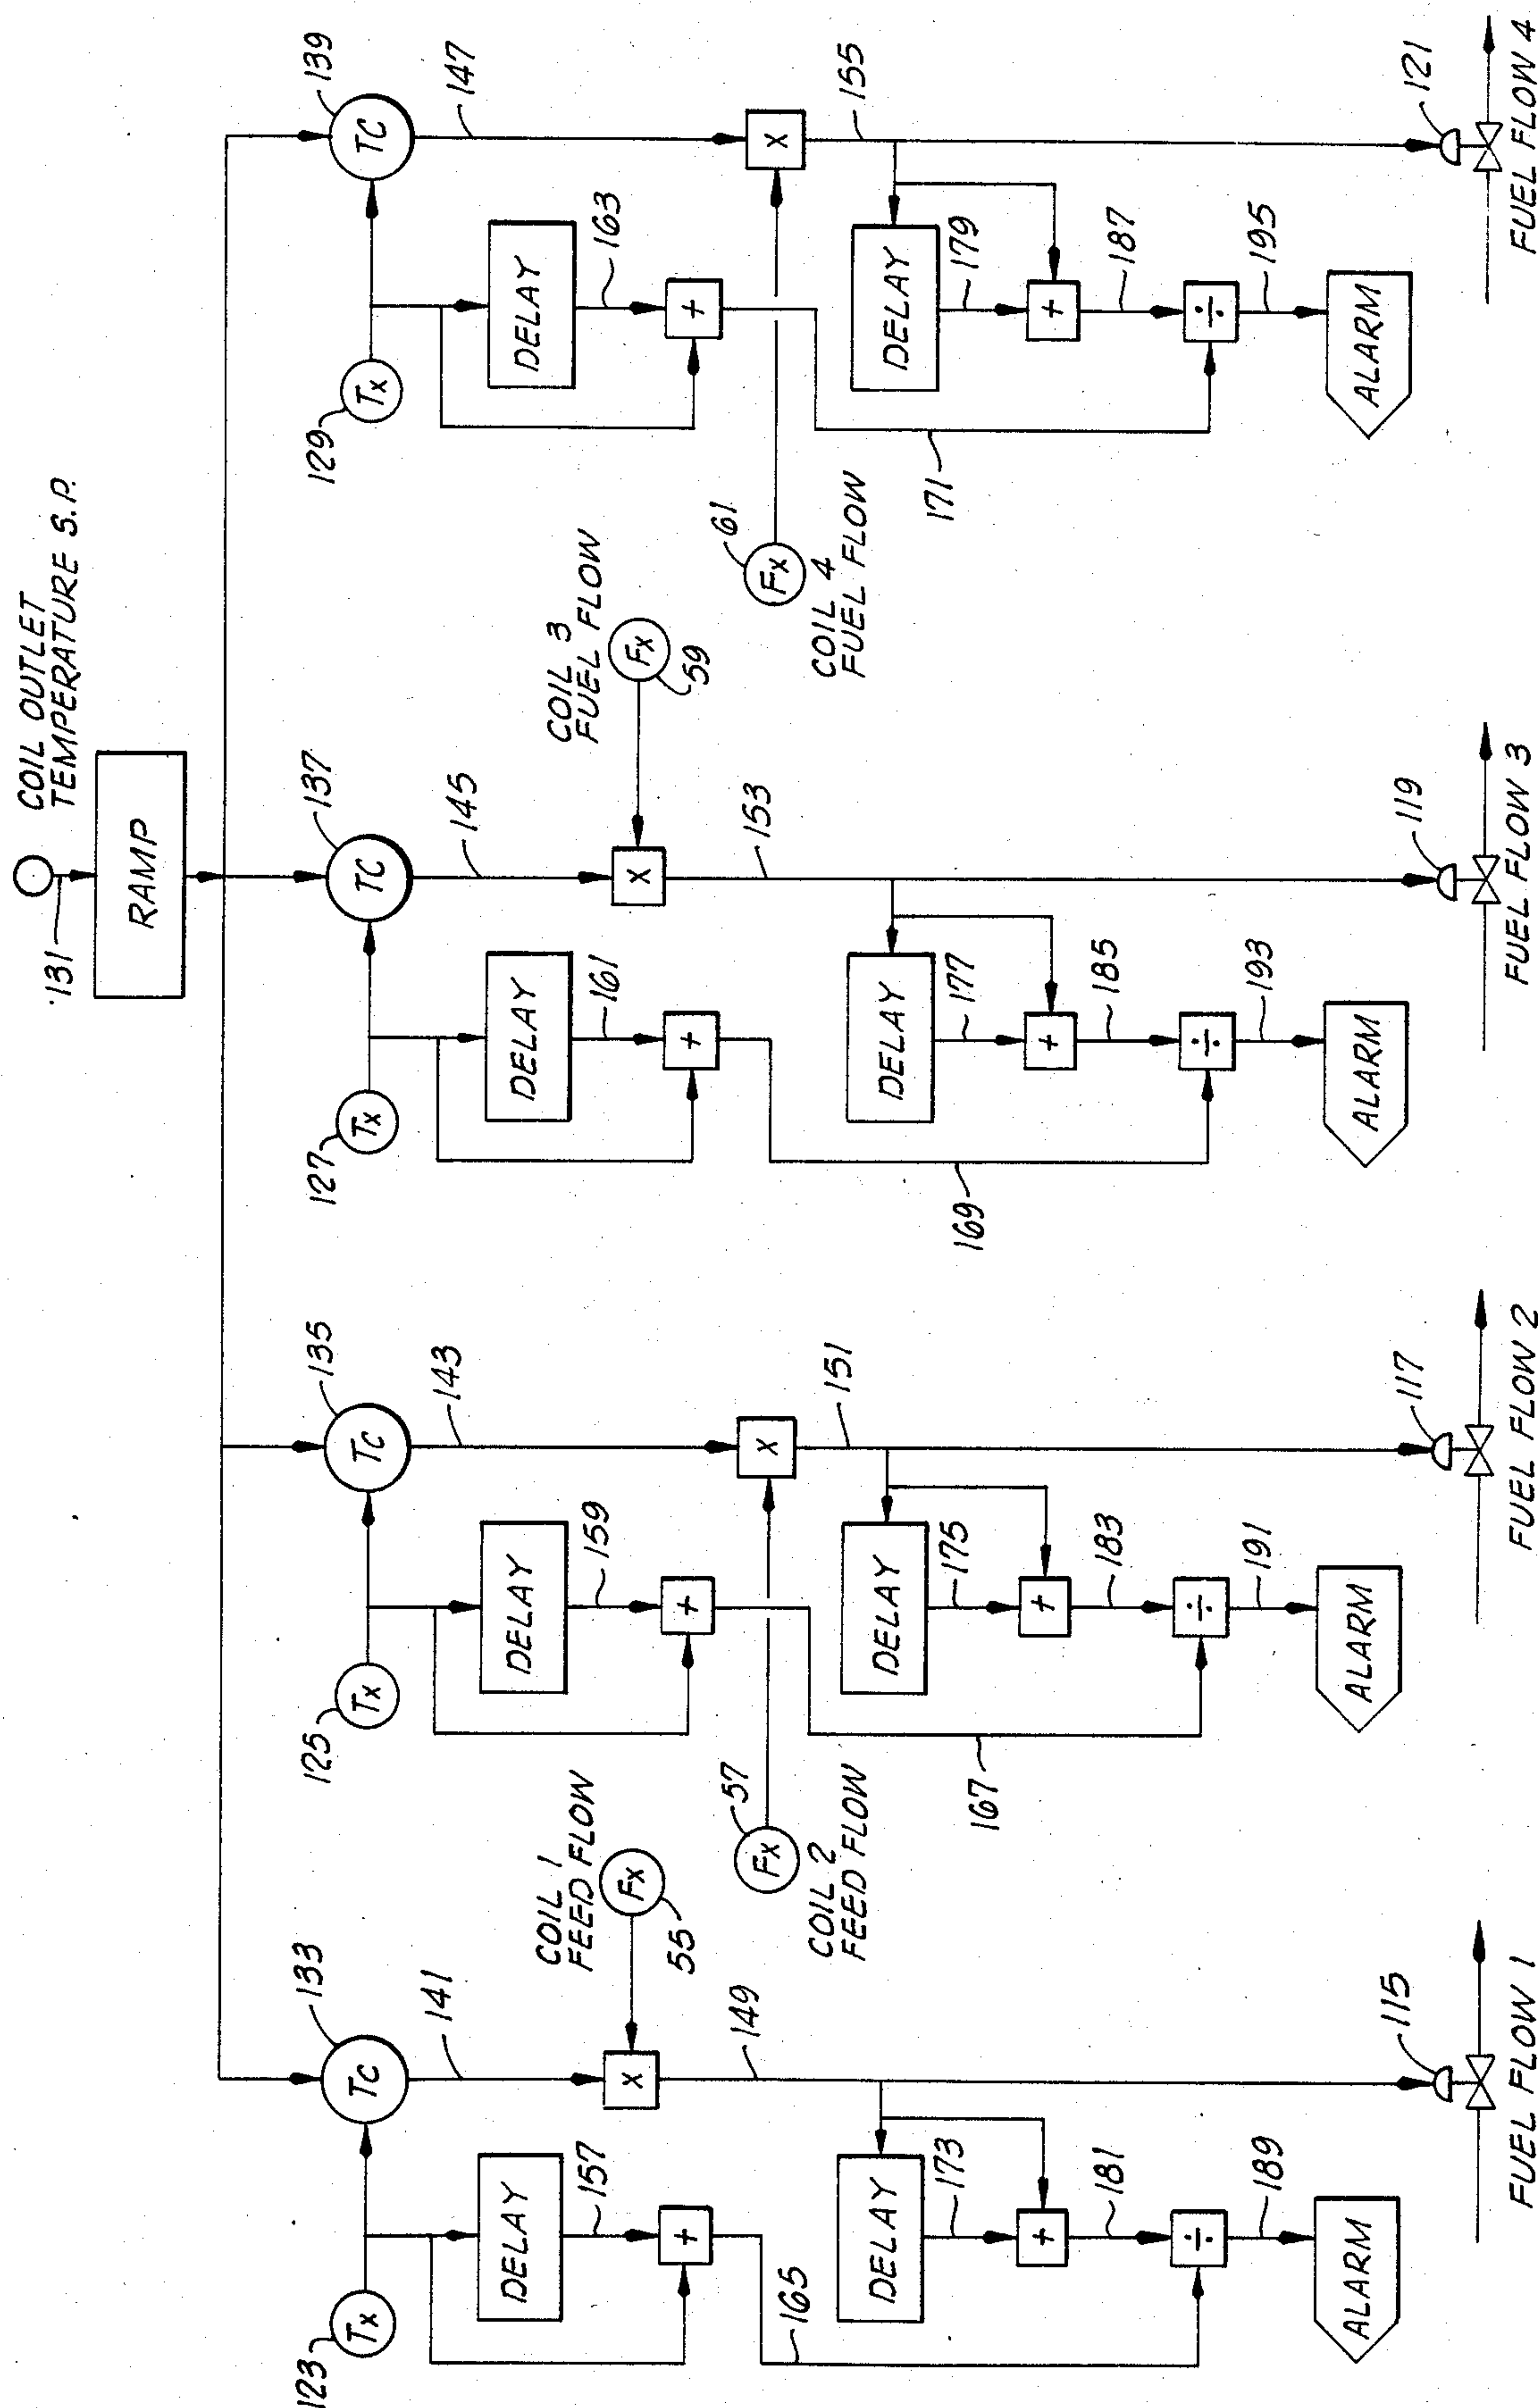 COIL OUTLET
TEMPERATURE S.P.
131
RAMP
133
TC
123
Tx
141
COIL 1
FEED FLOW
Fx
55
X
DELAY
157
+
165
149
DELAY
173
+
181
÷
189
ALARM
115
FUEL FLOW 1
135
TC
125
Tx
143
DELAY
159
+
57
Fx
COIL 2
FEED FLOW
X
151
167
DELAY
175
+
183
÷
191
ALARM
117
FUEL FLOW 2
137
TC
127
Tx
145
COIL 3
FUEL FLOW
Fx
59
X
DELAY
161
+
169
153
DELAY
177
+
185
÷
193
ALARM
119
FUEL FLOW 3
139
TC
129
Tx
147
DELAY
163
+
61
Fx
COIL 4
FUEL FLOW
X
155
171
DELAY
179
+
187
÷
195
ALARM
121
FUEL FLOW 4